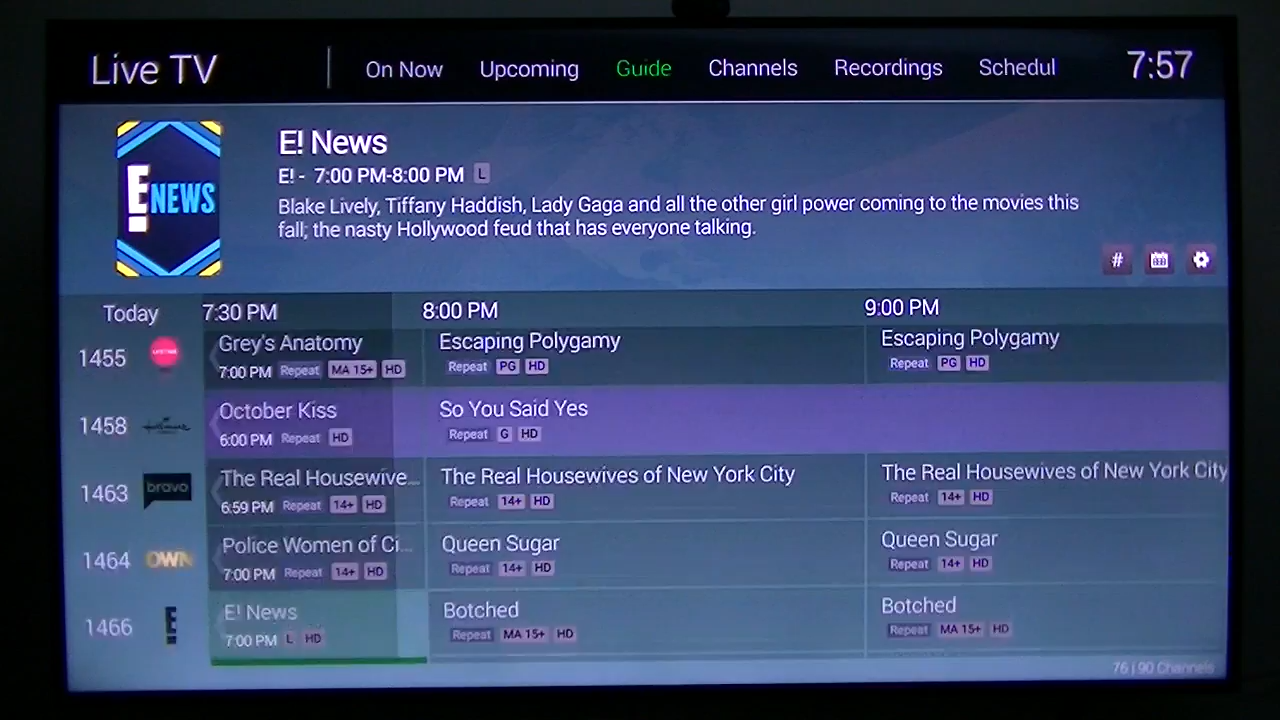 Live TV
On Now
Upcoming
Guide
Channels
Recordings
Schedul
7:57
E! NEWS
E! News
E! - 7:00 PM-8:00 PM L
Blake Lively, Tiffany Haddish, Lady Gaga and all the other girl power coming to the movies this
fall; the nasty Hollywood feud that has everyone talking.
#
Today
7:30 PM
8:00 PM
9:00 PM
1455
Grey's Anatomy
7:00 PM Repeat MA 15+ HD
Escaping Polygamy
Repeat PG HD
Escaping Polygamy
Repeat PG HD
1458
October Kiss
6:00 PM Repeat HD
So You Said Yes
Repeat G HD
1463
bravo
The Real Housewive...
6:59 PM Repeat 14+ HD
The Real Housewives of New York City
Repeat 14+ HD
The Real Housewives of New York City
Repeat 14+ HD
1464
OWN
Police Women of Ci...
7:00 PM Repeat 14+ HD
Queen Sugar
Repeat 14+ HD
Queen Sugar
Repeat 14+ HD
1466
E!
E! News
7:00 PM L HD
Botched
Repeat MA 15+ HD
Botched
Repeat MA 15+ HD
76 | 90 Channels